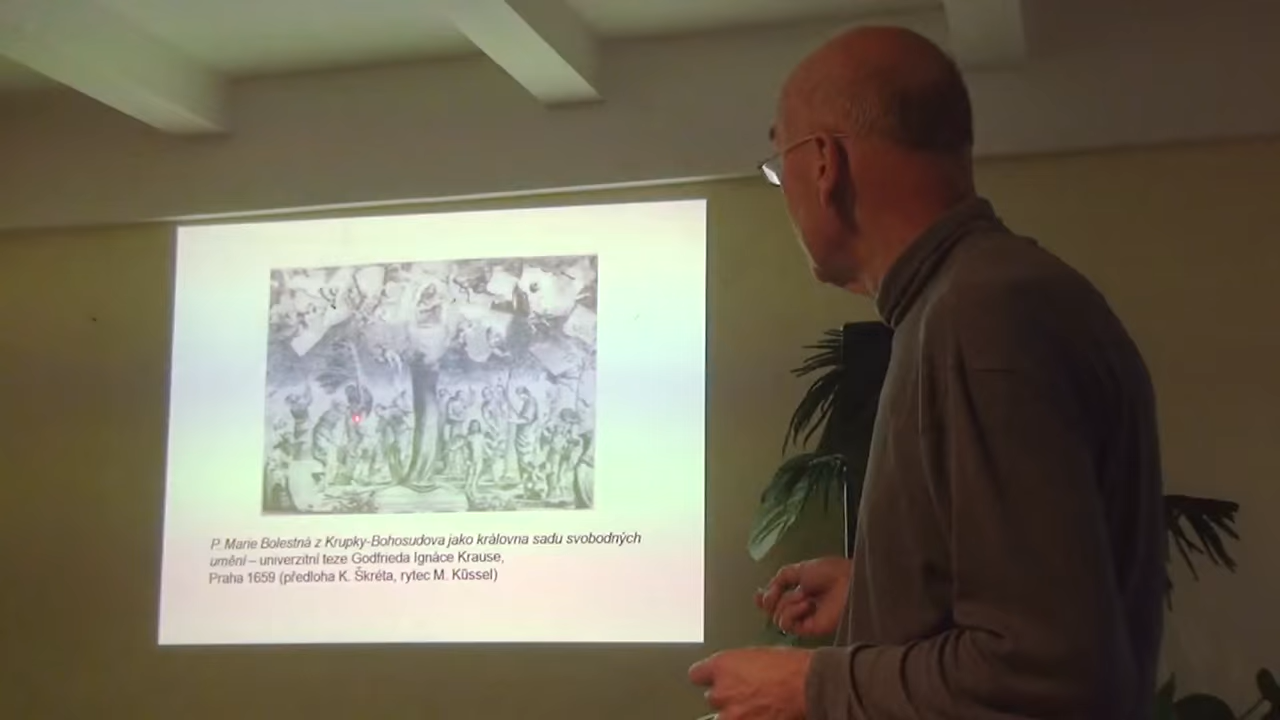 P. Marie Bolestná z Krupky-Bohosudova jako královna sadu svobodných
umění – univerzitní teze Godfrieda Ignáce Krause,
Praha 1659 (předloha K. Škréta, rytec M. Küssel)